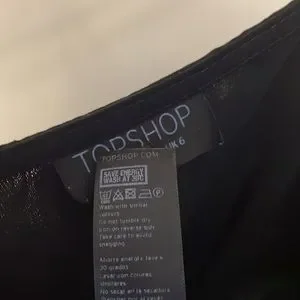 TOPSHOP
UK 6
TOPSHOP.COM
SAVE ENERGY
WASH AT 30C
Wash with similar
colours
Do not tumble dry
Iron on reverse side
Take care to avoid
snagging
Ahorre energía lave a
30 grados
Lavar con colores
similares
No secar en la secadora